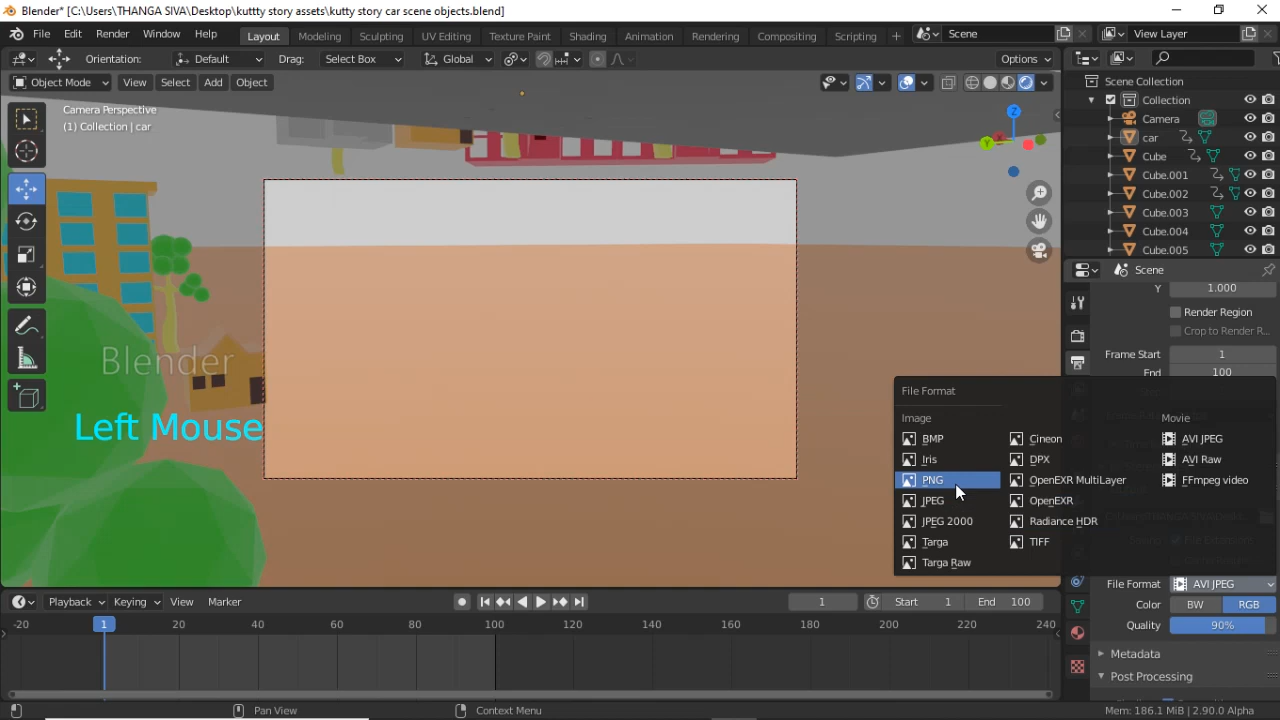 Blender* [C:\Users\THANGA SIVA\Desktop\kuttty story assets\kutty story car scene objects.blend]
File Edit Render Window Help Layout Modeling Sculpting UV Editing Texture Paint Shading Animation Rendering Compositing Scripting + Scene View Layer
Orientation: Default Drag: Select Box Global Options
Object Mode View Select Add Object
Camera Perspective
(1) Collection | car
Z
Y
Scene Collection
Collection
Camera
car
Cube
Cube.001
Cube.002
Cube.003
Cube.004
Cube.005
Scene
Y 1.000
Render Region
Crop to Render R...
Frame Start 1
End 100
File Format
Image Movie
BMP Cineon AVI JPEG
Iris DPX AVI Raw
PNG OpenEXR MultiLayer FFmpeg video
JPEG OpenEXR
JPEG 2000 Radiance HDR
Targa TIFF
Targa Raw
File Format AVI JPEG
Color BW RGB
Quality 90%
Metadata
Post Processing
Blender
Left Mouse
Playback Keying View Marker 1 Start 1 End 100
-20 1 20 40 60 80 100 120 140 160 180 200 220 240
Pan View Context Menu Mem: 186.1 MiB | 2.90.0 Alpha